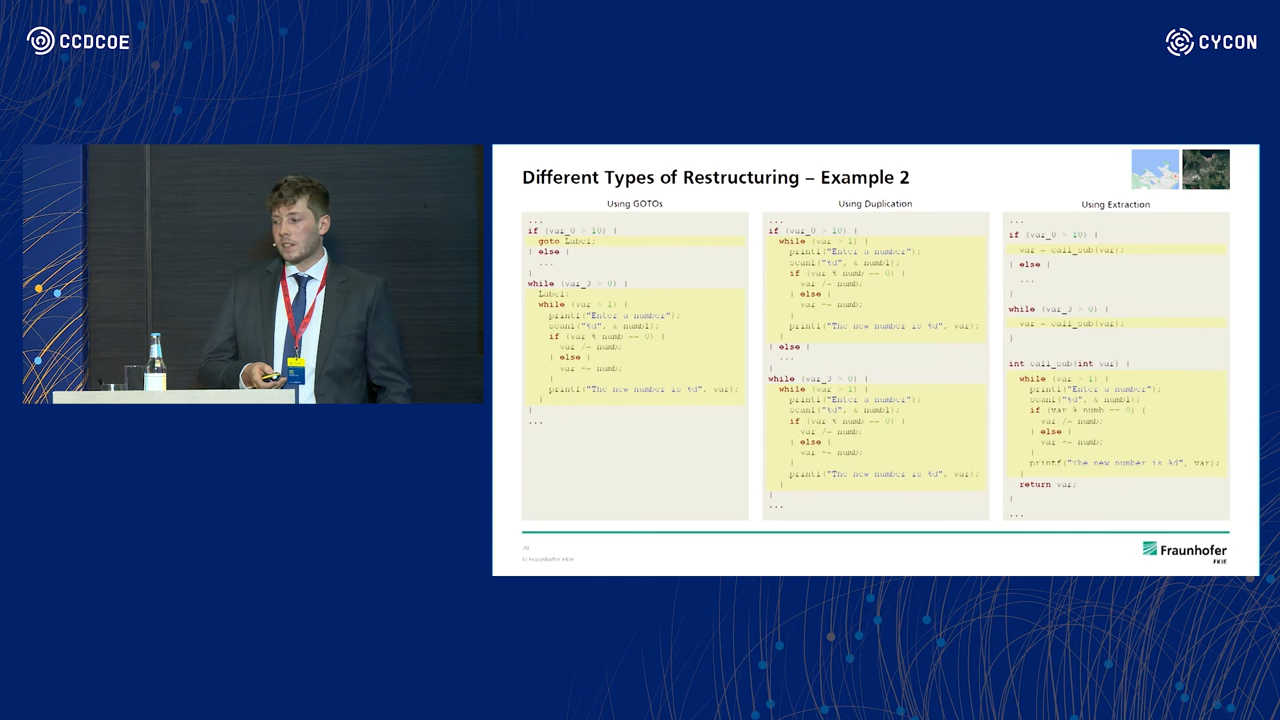 CCDCOE
CYCON
Different Types of Restructuring – Example 2
Using GOTOs
...
if (var_0 > 10) {
goto Label;
} else {
...
}
while (var_3 > 0) {
Label:
while (var > 1) {
printf("Enter a number");
scanf("%d", & numb);
if (var % numb == 0) {
var /= numb;
} else {
var -= numb;
}
printf("The new number is %d", var);
}
}
...
Using Duplication
...
if (var_0 > 10) {
while (var > 1) {
printf("Enter a number");
scanf("%d", & numb);
if (var % numb == 0) {
var /= numb;
} else {
var -= numb;
}
printf("The new number is %d", var);
} else {
...
}
while (var_3 > 0) {
while (var > 1) {
printf("Enter a number");
scanf("%d", & numb);
if (var % numb == 0) {
var /= numb;
} else {
var -= numb;
}
printf("The new number is %d", var);
}
}
...
Using Extraction
...
if (var_0 > 10) {
var = call_sub(var);
} else {
...
}
while (var_3 > 0) {
var = call_sub(var);
}
int call_sub(int var) {
while (var > 1) {
printf("Enter a number");
scanf("%d", & numb);
if (var % numb == 0) {
var /= numb;
} else {
var -= numb;
}
printf("The new number is %d", var);
}
return var;
}
...
© Fraunhofer FKIE
Fraunhofer
FKIE